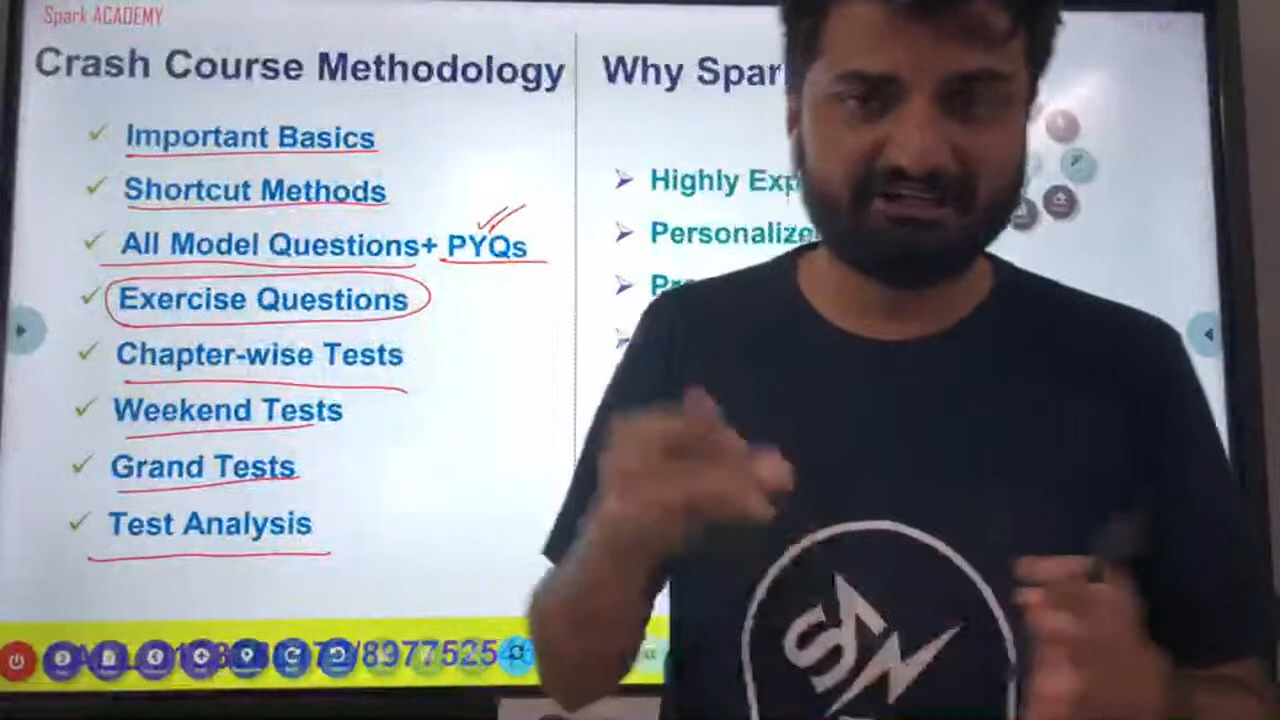 Spark ACADEMY
Crash Course Methodology
Important Basics
Shortcut Methods
All Model Questions+ PYQs
Exercise Questions
Chapter-wise Tests
Weekend Tests
Grand Tests
Test Analysis
Why Spar
Highly Exp
Personalize
/8977525